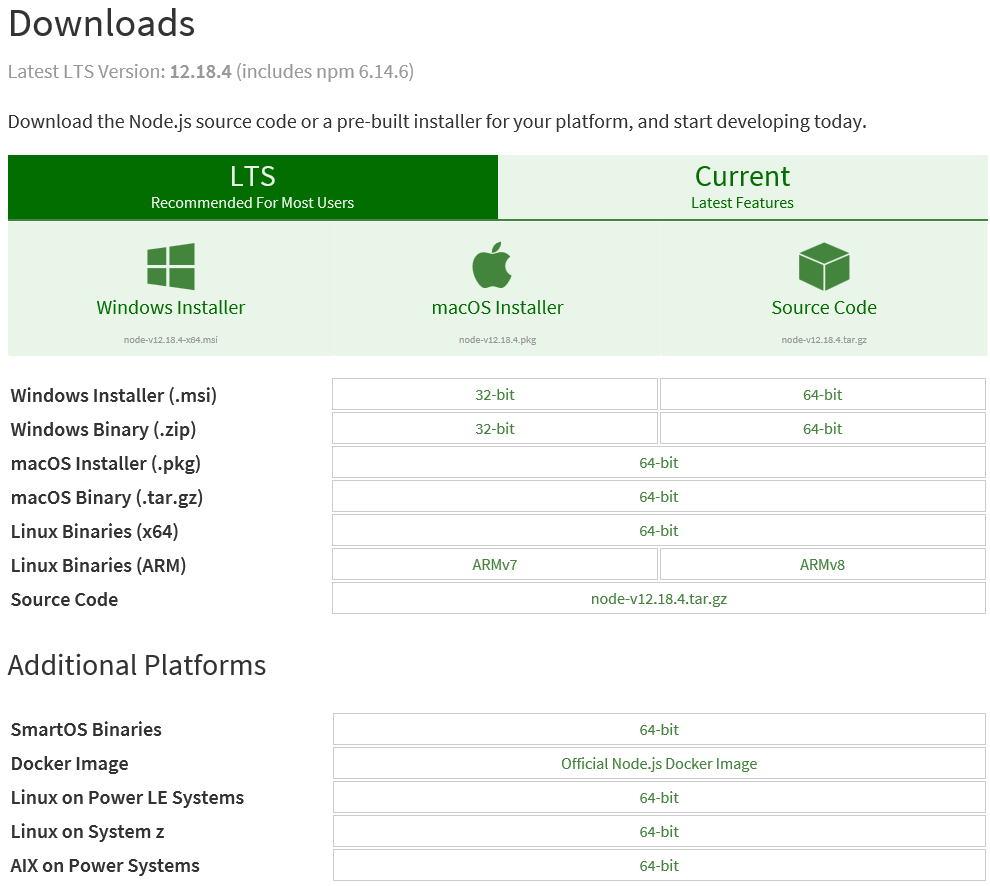 Downloads
Latest LTS Version: 12.18.4 (includes npm 6.14.6)
Download the Node.js source code or a pre-built installer for your platform, and start developing today.
LTS
Recommended For Most Users
Current
Latest Features
Windows Installer
node-v12.18.4-x64.msi
macOS Installer
node-v12.18.4.pkg
Source Code
node-v12.18.4.tar.gz
Windows Installer (.msi) 32-bit 64-bit
Windows Binary (.zip) 32-bit 64-bit
macOS Installer (.pkg) 64-bit
macOS Binary (.tar.gz) 64-bit
Linux Binaries (x64) 64-bit
Linux Binaries (ARM) ARMv7 ARMv8
Source Code node-v12.18.4.tar.gz
Additional Platforms
SmartOS Binaries 64-bit
Docker Image Official Node.js Docker Image
Linux on Power LE Systems 64-bit
Linux on System z 64-bit
AIX on Power Systems 64-bit